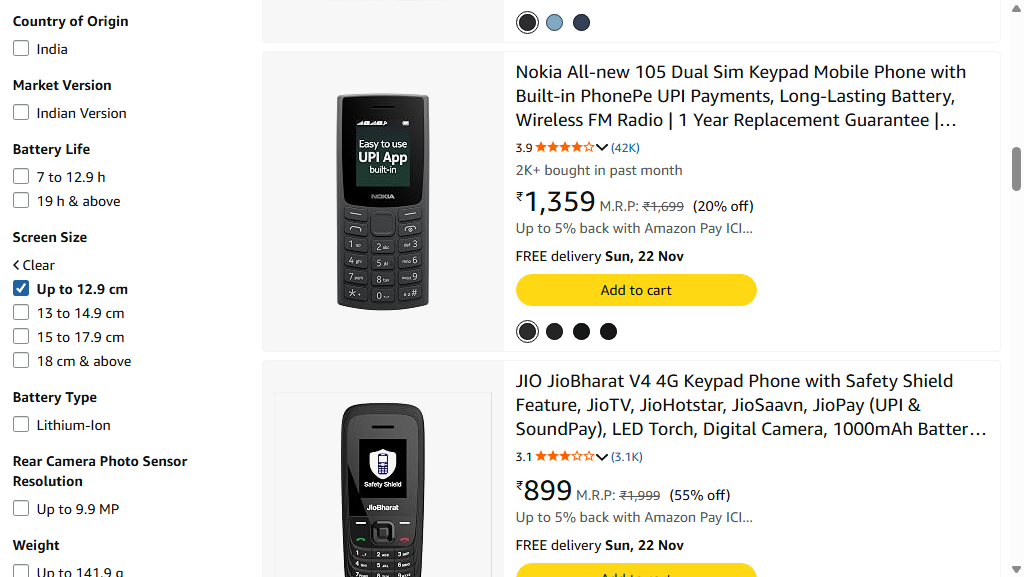 Country of Origin
India
Market Version
Indian Version
Battery Life
7 to 12.9 h
19 h & above
Screen Size
Clear
Up to 12.9 cm
13 to 14.9 cm
15 to 17.9 cm
18 cm & above
Battery Type
Lithium-Ion
Rear Camera Photo Sensor
Resolution
Up to 9.9 MP
Weight
Up to 141.9 g
Easy to use
UPI App
built-in
NOKIA
Nokia All-new 105 Dual Sim Keypad Mobile Phone with
Built-in PhonePe UPI Payments, Long-Lasting Battery,
Wireless FM Radio | 1 Year Replacement Guarantee |…
3.9 (42K)
2K+ bought in past month
₹1,359 M.R.P: ₹1,699 (20% off)
Up to 5% back with Amazon Pay ICI…
FREE delivery Sun, 22 Nov
Add to cart
Safety Shield
JioBharat
JIO JioBharat V4 4G Keypad Phone with Safety Shield
Feature, JioTV, JioHotstar, JioSaavn, JioPay (UPI &
SoundPay), LED Torch, Digital Camera, 1000mAh Batter…
3.1 (3.1K)
₹899 M.R.P: ₹1,999 (55% off)
Up to 5% back with Amazon Pay ICI…
FREE delivery Sun, 22 Nov